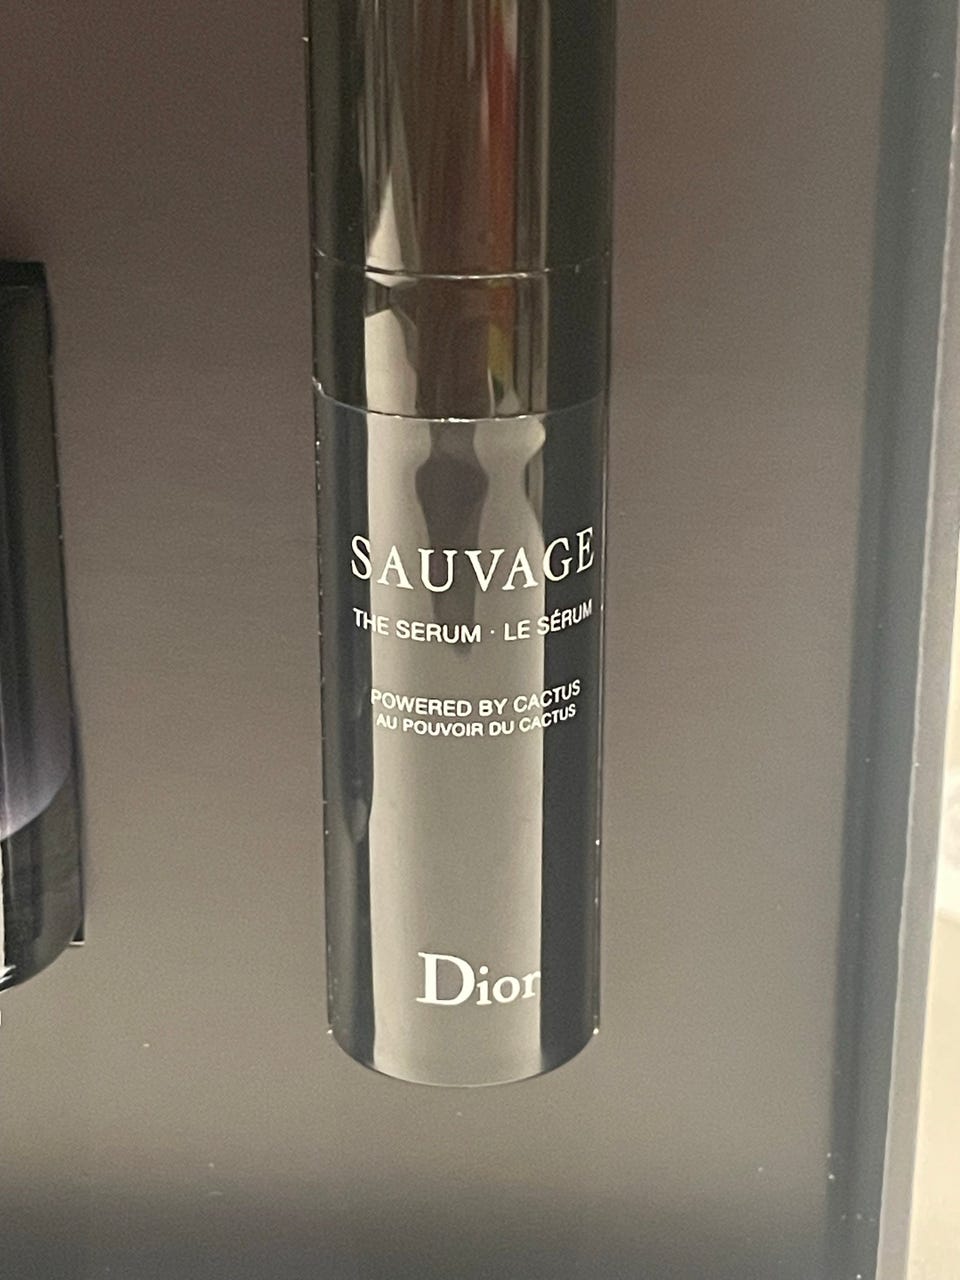 SAUVAGE
THE SERUM · LE SÉRUM
POWERED BY CACTUS
AU POUVOIR DU CACTUS
Dior